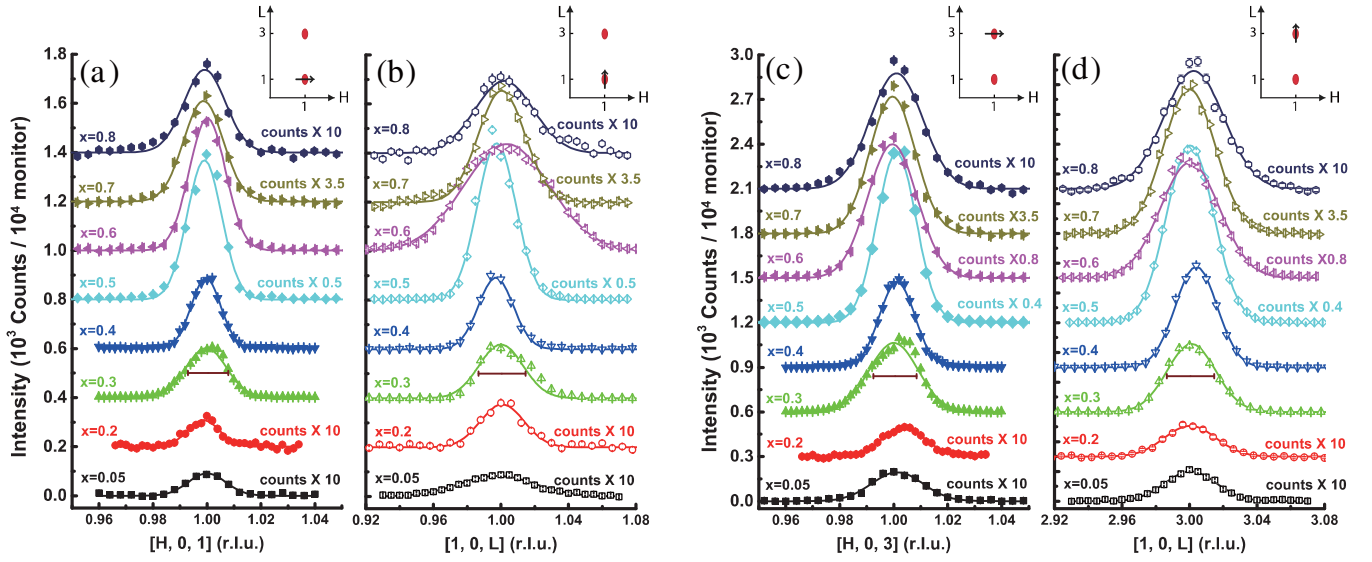 L
3
1
1
H
L
3
1
1
H
L
3
1
1
H
L
3
1
1
H
(a)
(b)
(c)
(d)
Intensity (10³ Counts / 10⁴ monitor)
1.8
1.6
1.4
1.2
1.0
0.8
0.6
0.4
0.2
0.0
x=0.8
counts X 10
x=0.7
counts X 3.5
x=0.6
x=0.5
counts X 0.5
x=0.4
x=0.3
x=0.2
counts X 10
x=0.05
counts X 10
0.96 0.98 1.00 1.02 1.04
[H, 0, 1] (r.l.u.)
x=0.8
counts X 10
x=0.7
counts X 3.5
x=0.6
x=0.5
counts X 0.5
x=0.4
x=0.3
x=0.2
counts X 10
x=0.05
counts X 10
0.92 0.96 1.00 1.04 1.08
[1, 0, L] (r.l.u.)
Intensity (10³ Counts / 10⁴ monitor)
3.0
2.7
2.4
2.1
1.8
1.5
1.2
0.9
0.6
0.3
0.0
x=0.8
counts X 10
x=0.7
counts X3.5
x=0.6
counts X0.8
x=0.5
counts X 0.4
x=0.4
x=0.3
x=0.2
counts X 10
x=0.05
counts X 10
0.96 0.98 1.00 1.02 1.04
[H, 0, 3] (r.l.u.)
x=0.8
counts X 10
x=0.7
counts X 3.5
x=0.6
counts X0.8
x=0.5
counts X 0.4
x=0.4
x=0.3
x=0.2
counts X 10
x=0.05
counts X 10
2.92 2.96 3.00 3.04 3.08
[1, 0, L] (r.l.u.)